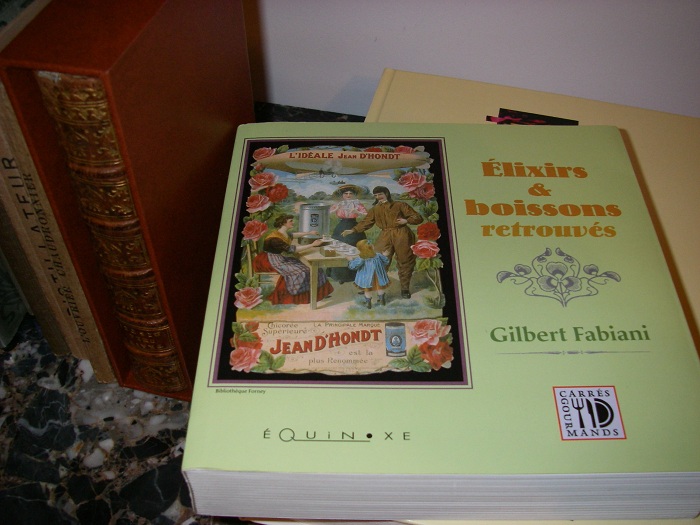 L'IDÉALE JEAN D'HONDT
Chicorée
Supérieure
LA PRINCIPALE MARQUE
JEAN D'HONDT
est la
plus Renommée
Bibliothèque Forney
Élixirs
&
boissons
retrouvés
Gilbert Fabiani
ÉQUINOXE
CARRÉS
GOURMANDS